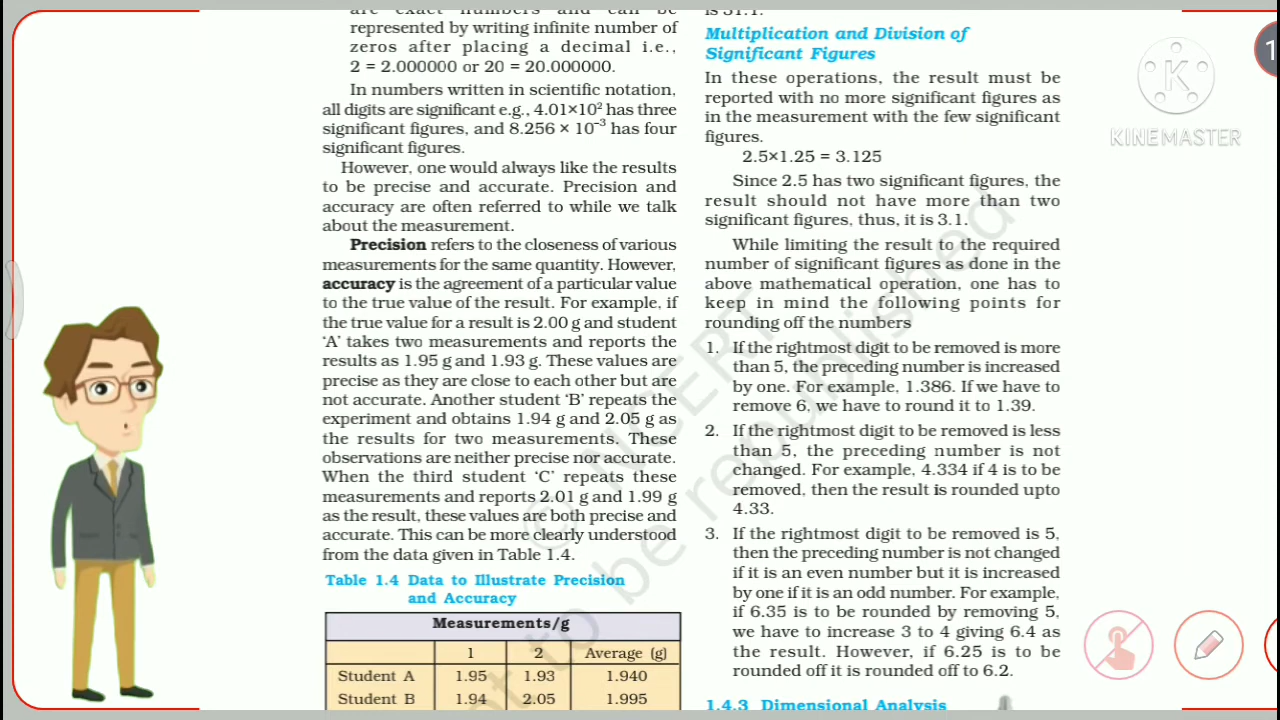 are exact numbers and can be
represented by writing infinite number of
zeros after placing a decimal i.e.,
2 = 2.000000 or 20 = 20.000000.
In numbers written in scientific notation,
all digits are significant e.g., 4.01×10² has three
significant figures, and 8.256 × 10⁻³ has four
significant figures.
However, one would always like the results
to be precise and accurate. Precision and
accuracy are often referred to while we talk
about the measurement.
Precision refers to the closeness of various
measurements for the same quantity. However,
accuracy is the agreement of a particular value
to the true value of the result. For example, if
the true value for a result is 2.00 g and student
'A' takes two measurements and reports the
results as 1.95 g and 1.93 g. These values are
precise as they are close to each other but are
not accurate. Another student 'B' repeats the
experiment and obtains 1.94 g and 2.05 g as
the results for two measurements. These
observations are neither precise nor accurate.
When the third student 'C' repeats these
measurements and reports 2.01 g and 1.99 g
as the result, these values are both precise and
accurate. This can be more clearly understood
from the data given in Table 1.4.
Table 1.4 Data to Illustrate Precision
and Accuracy
Measurements/g
1 2 Average (g)
Student A 1.95 1.93 1.940
Student B 1.94 2.05 1.995
is 31.1.
Multiplication and Division of
Significant Figures
In these operations, the result must be
reported with no more significant figures as
in the measurement with the few significant
figures.
2.5×1.25 = 3.125
Since 2.5 has two significant figures, the
result should not have more than two
significant figures, thus, it is 3.1.
While limiting the result to the required
number of significant figures as done in the
above mathematical operation, one has to
keep in mind the following points for
rounding off the numbers
1. If the rightmost digit to be removed is more
than 5, the preceding number is increased
by one. For example, 1.386. If we have to
remove 6, we have to round it to 1.39.
2. If the rightmost digit to be removed is less
than 5, the preceding number is not
changed. For example, 4.334 if 4 is to be
removed, then the result is rounded upto
4.33.
3. If the rightmost digit to be removed is 5,
then the preceding number is not changed
if it is an even number but it is increased
by one if it is an odd number. For example,
if 6.35 is to be rounded by removing 5,
we have to increase 3 to 4 giving 6.4 as
the result. However, if 6.25 is to be
rounded off it is rounded off to 6.2.
1.4.3 Dimensional Analysis
© NCERT
not to be republished
K
KINEMASTER
1